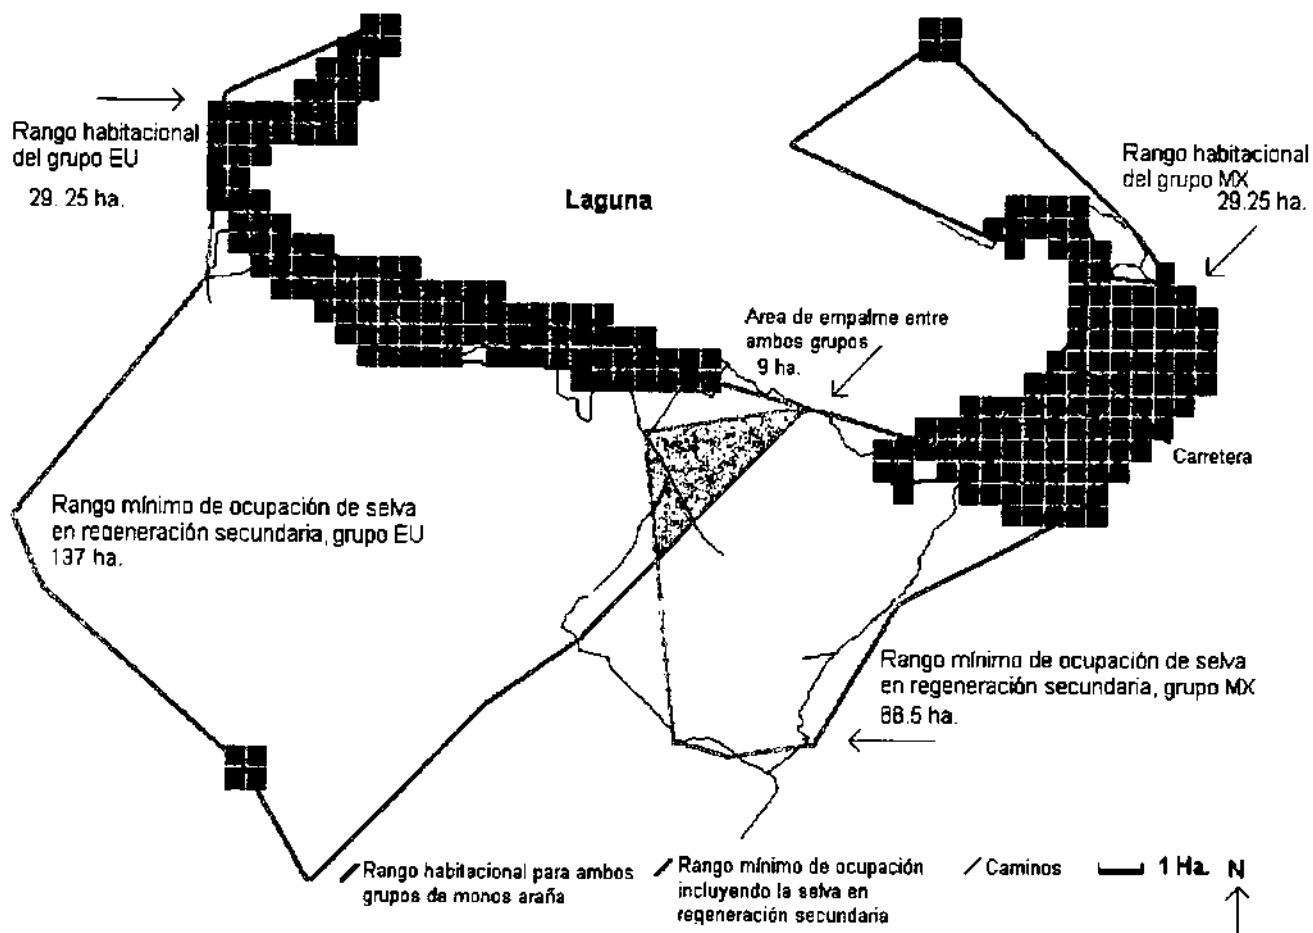 Rango habitacional
del grupo EU
29. 25 ha.
Laguna
Rango habitacional
del grupo MX
29.25 ha.
Area de empalme entre
ambos grupos
9 ha.
Carretera
Rango mínimo de ocupación de selva
en regeneración secundaria, grupo EU
137 ha.
Rango mínimo de ocupación de selva
en regeneración secundaria, grupo MX
88.5 ha.
Rango habitacional para ambos
grupos de monos araña
Rango mínimo de ocupación
incluyendo la selva en
regeneración secundaria
Caminos
1 Ha.
N